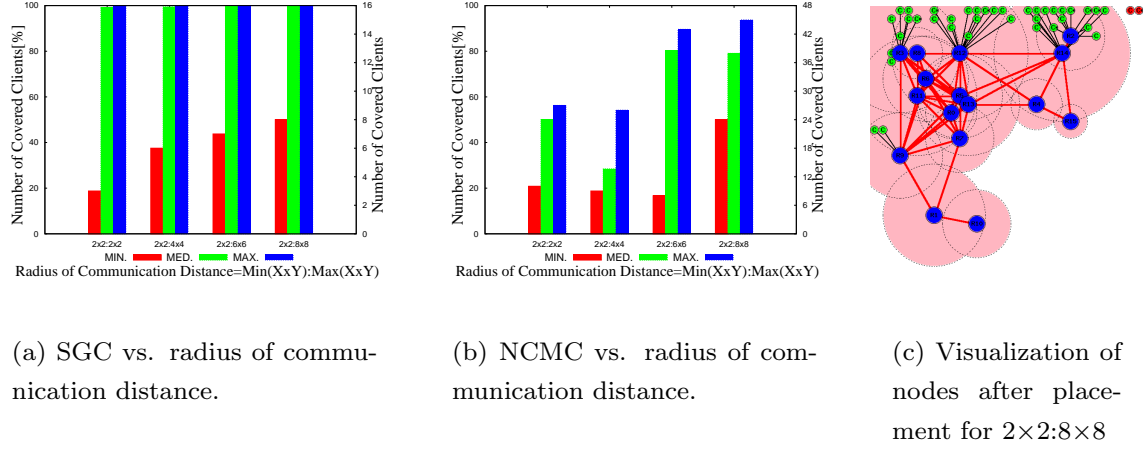 100
80
60
40
20
0
Number of Covered Clients[%]
16
14
12
10
8
6
4
2
0
Number of Covered Clients
2x2:2x2 2x2:4x4 2x2:6x6 2x2:8x8
MIN. MED. MAX.
Radius of Communication Distance=Min(XxY):Max(XxY)
100
80
60
40
20
0
Number of Covered Clients[%]
48
42
36
30
24
18
12
6
0
Number of Covered Clients
2x2:2x2 2x2:4x4 2x2:6x6 2x2:8x8
MIN. MED. MAX.
Radius of Communication Distance=Min(XxY):Max(XxY)
(a) SGC vs. radius of commu-
nication distance.
(b) NCMC vs. radius of com-
munication distance.
(c) Visualization of
nodes after place-
ment for 2×2:8×8